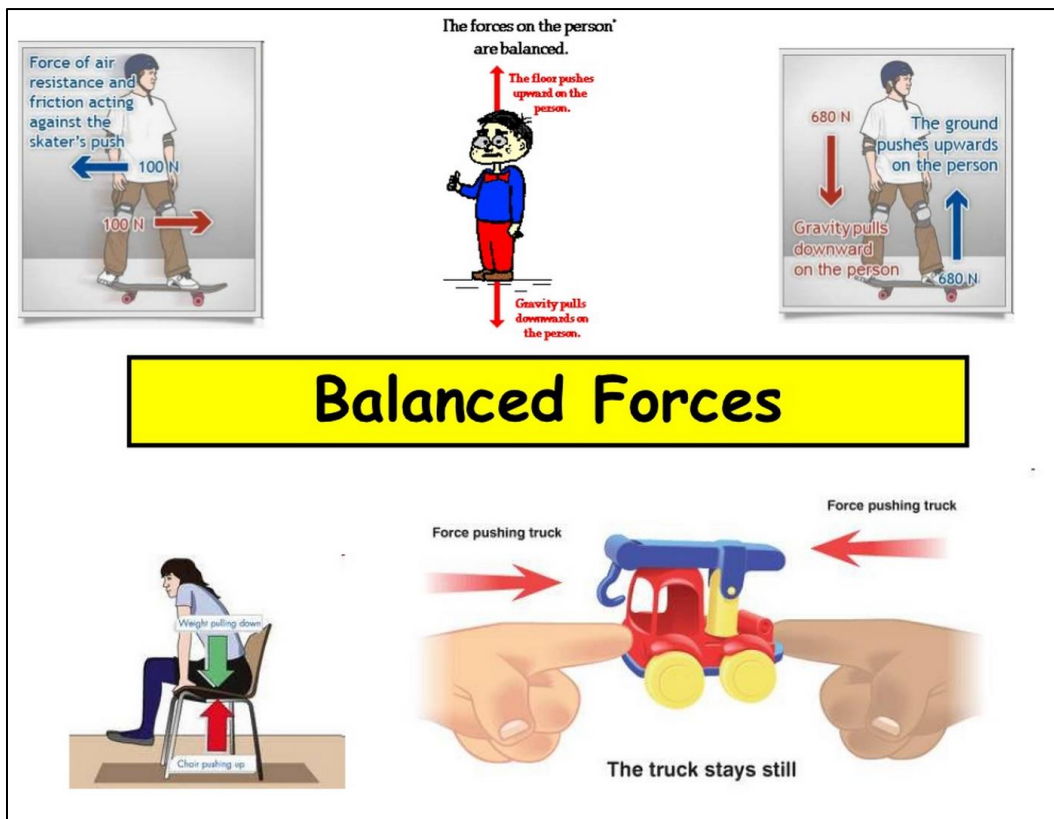 Force of air
resistance and
friction acting
against the
skater's push
100 N
100 N
The forces on the person*
are balanced.
The floor pushes
upward on the
person.
Gravity pulls
downwards on
the person.
680 N
The ground
pushes upwards
on the person
Gravity pulls
downward
on the person
680 N
Balanced Forces
Weight pulling down
Chair pushing up
Force pushing truck
Force pushing truck
The truck stays still